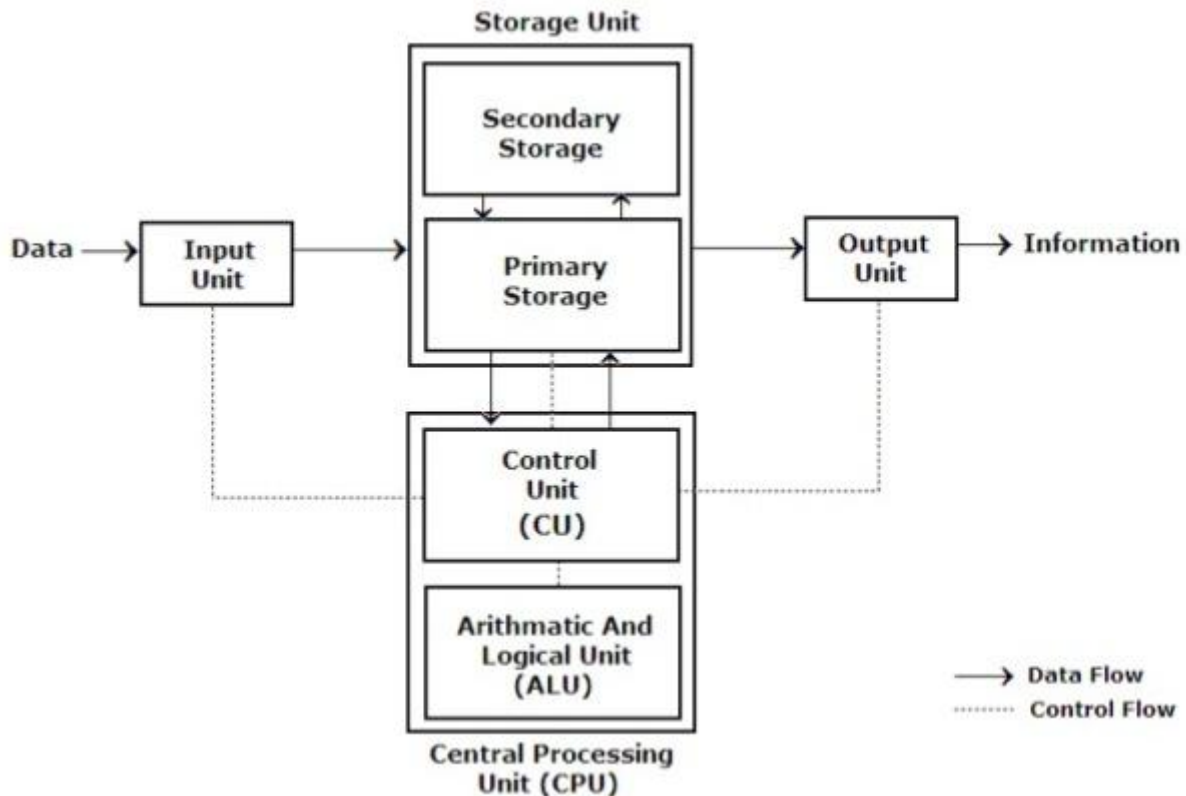 Storage Unit
Secondary
Storage
Data
Input
Unit
Primary
Storage
Output
Unit
Information
Control
Unit
(CU)
Arithmatic And
Logical Unit
(ALU)
Data Flow
Control Flow
Central Processing
Unit (CPU)